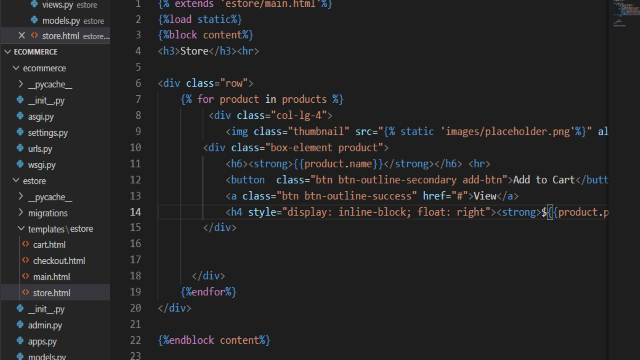 views.py estore
models.py estore
store.html estore...
ECOMMERCE
ecommerce
__pycache__
__init__.py
asgi.py
settings.py
urls.py
wsgi.py
estore
__pycache__
migrations
templates\estore
cart.html
checkout.html
main.html
store.html
__init__.py
admin.py
apps.py
models.py
1 {% extends 'estore/main.html'%}
2 {%load static%}
3 {%block content%}
4 <h3>Store</h3><hr>
5
6 <div class="row">
7 {% for product in products %}
8 <div class="col-lg-4">
9 <img class="thumbnail" src="{% static 'images/placeholder.png'%}" al
10 <div class="box-element product">
11 <h6><strong>{{product.name}}</strong></h6> <hr>
12 <button  class="btn btn-outline-secondary add-btn">Add to Cart</butt
13 <a class="btn btn-outline-success" href="#">View</a>
14 <h4 style="display: inline-block; float: right"><strong>${{product.p
15 </div>
16
17
18 </div>
19 {%endfor%}
20 </div>
21
22 {%endblock content%}
23